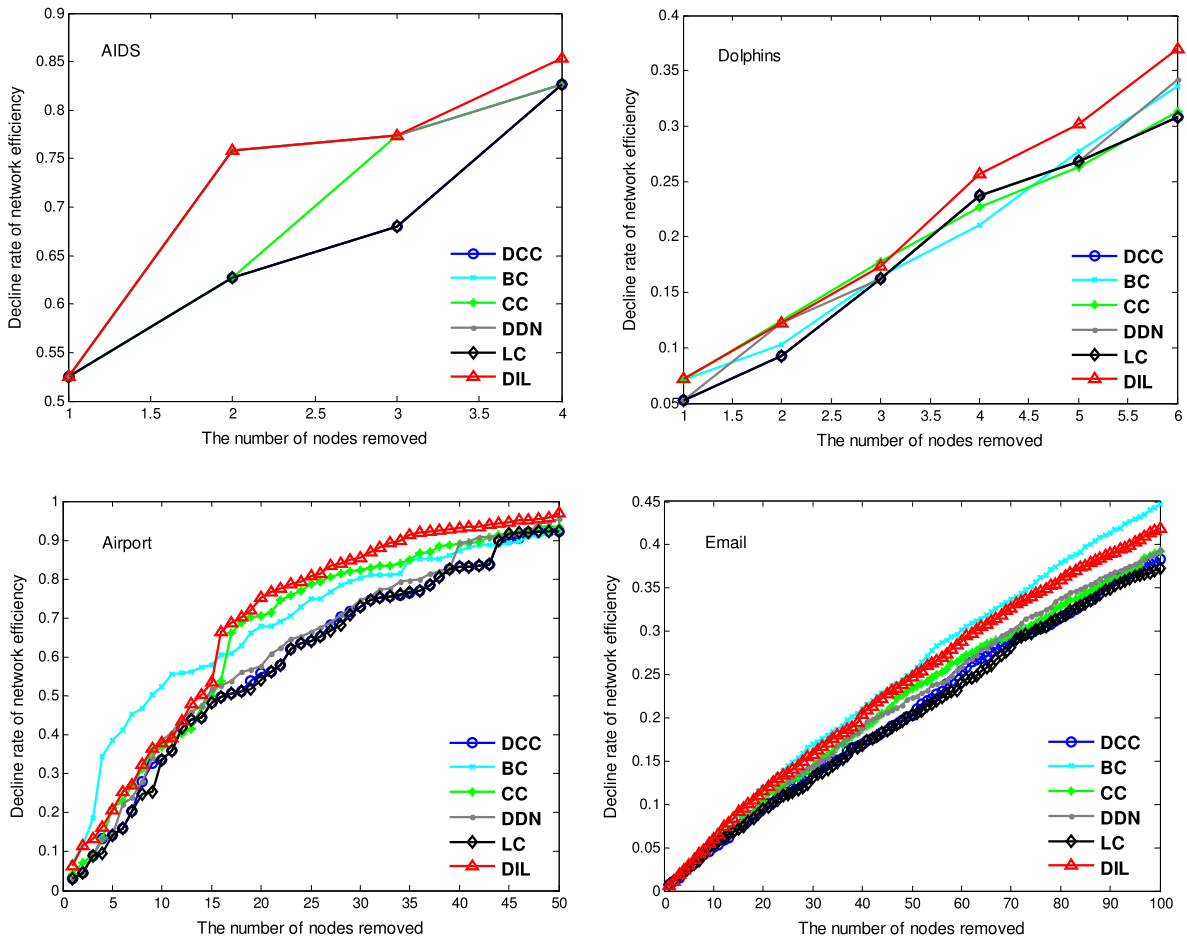 AIDS
Decline rate of network efficiency
0.9
0.85
0.8
0.75
0.7
0.65
0.6
0.55
0.5
1
1.5
2
2.5
3
3.5
4
The number of nodes removed
DCC
BC
CC
DDN
LC
DIL
Dolphins
Decline rate of network efficiency
0.4
0.35
0.3
0.25
0.2
0.15
0.1
0.05
1
1.5
2
2.5
3
3.5
4
4.5
5
5.5
6
The number of nodes removed
DCC
BC
CC
DDN
LC
DIL
Airport
Decline rate of network efficiency
1
0.9
0.8
0.7
0.6
0.5
0.4
0.3
0.2
0.1
0
0
5
10
15
20
25
30
35
40
45
50
The number of nodes removed
DCC
BC
CC
DDN
LC
DIL
Email
Decline rate of network efficiency
0.45
0.4
0.35
0.3
0.25
0.2
0.15
0.1
0.05
0
0
10
20
30
40
50
60
70
80
90
100
The number of nodes removed
DCC
BC
CC
DDN
LC
DIL